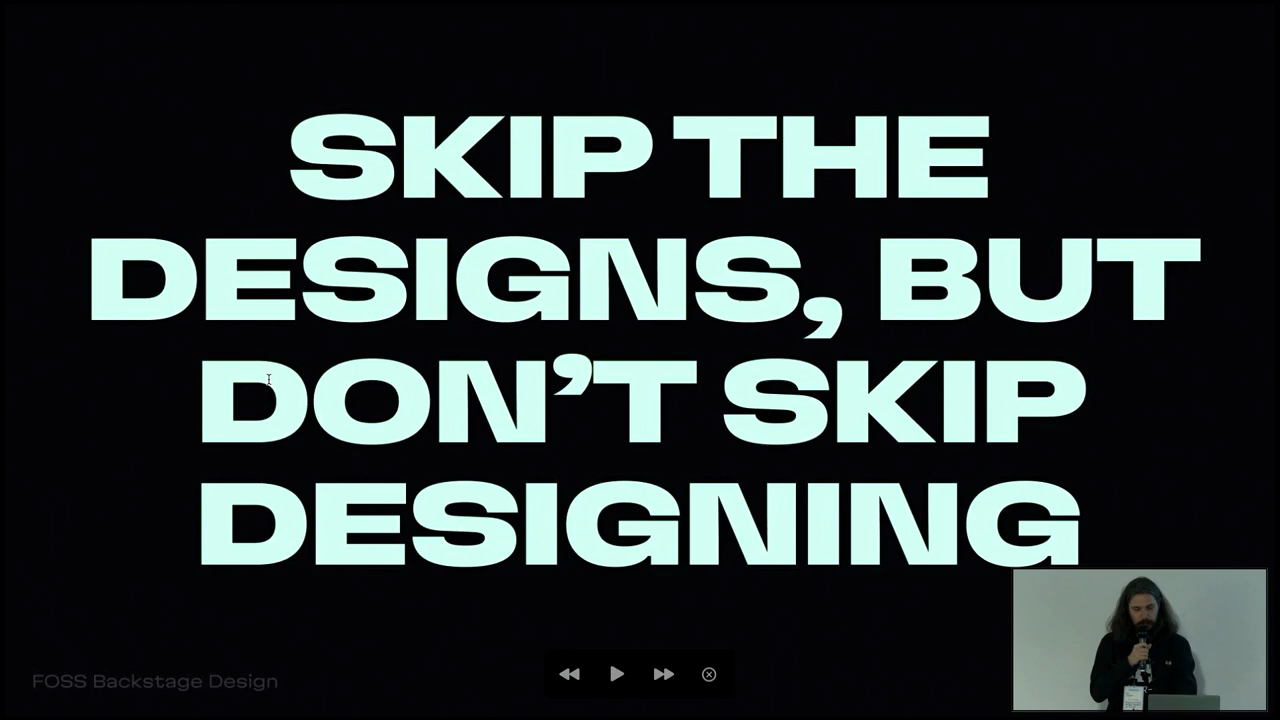 SKIP THE
DESIGNS, BUT
DON’T SKIP
DESIGNING
FOSS Backstage Design